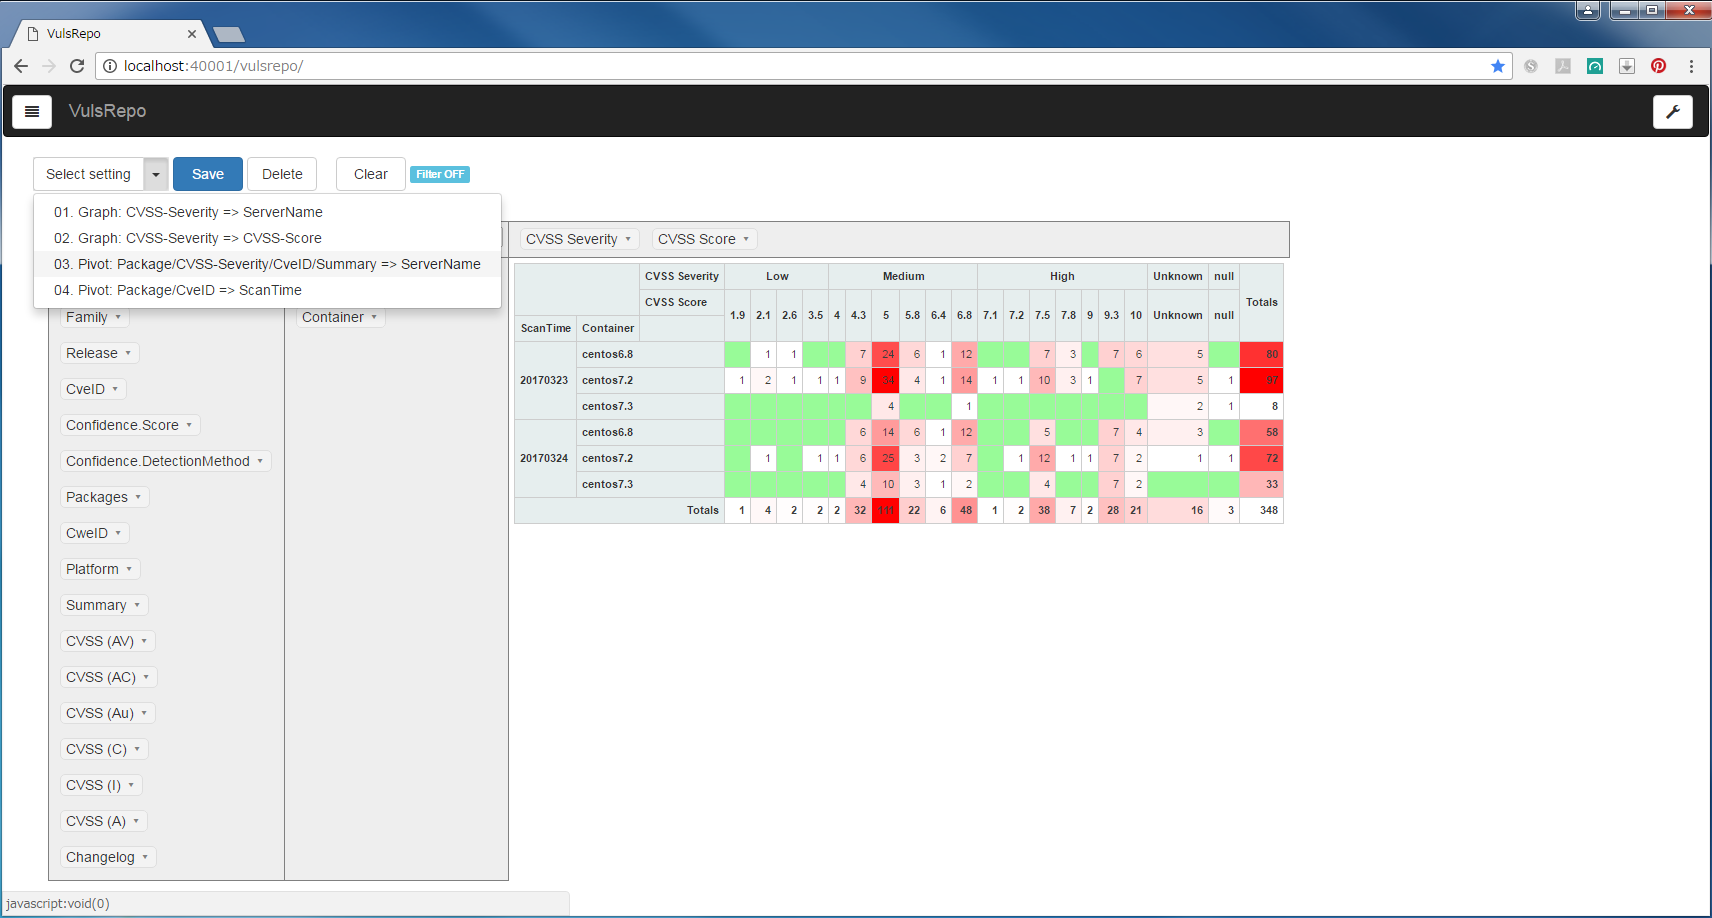 VulsRepo
localhost:40001/vulsrepo/
VulsRepo
Select setting Save Delete Clear Filter OFF
01. Graph: CVSS-Severity => ServerName
02. Graph: CVSS-Severity => CVSS-Score
03. Pivot: Package/CVSS-Severity/CveID/Summary => ServerName
04. Pivot: Package/CveID => ScanTime
CVSS Severity CVSS Score
Family
Release
CveID
Confidence.Score
Confidence.DetectionMethod
Packages
CweID
Platform
Summary
CVSS (AV)
CVSS (AC)
CVSS (Au)
CVSS (C)
CVSS (I)
CVSS (A)
Changelog
Container
CVSS Severity Low Medium High Unknown null Totals
CVSS Score 1.9 2.1 2.6 3.5 4 4.3 5 5.8 6.4 6.8 7.1 7.2 7.5 7.8 9 9.3 10 Unknown null
ScanTime Container
20170323 centos6.8 1 1 7 24 6 1 12 7 3 7 6 5 80
centos7.2 1 2 1 1 1 9 34 4 1 14 1 1 10 3 1 7 5 1 97
centos7.3 4 1 2 1 8
20170324 centos6.8 6 14 6 1 12 5 7 4 3 58
centos7.2 1 1 1 6 25 3 2 7 1 12 1 1 7 2 1 1 72
centos7.3 4 10 3 1 2 4 7 2 33
Totals 1 4 2 2 2 32 111 22 6 48 1 2 38 7 2 28 21 16 3 348
javascript:void(0)